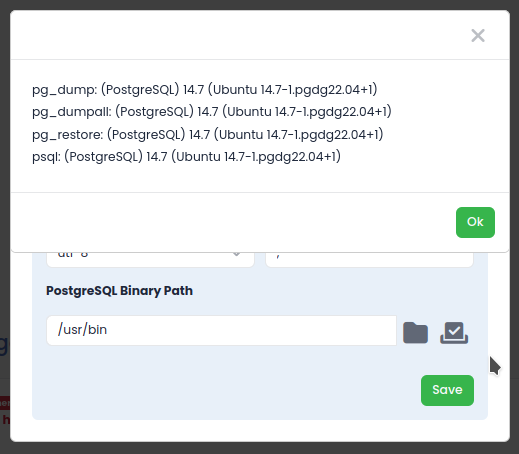 pg_dump: (PostgreSQL) 14.7 (Ubuntu 14.7-1.pgdg22.04+1)
pg_dumpall: (PostgreSQL) 14.7 (Ubuntu 14.7-1.pgdg22.04+1)
pg_restore: (PostgreSQL) 14.7 (Ubuntu 14.7-1.pgdg22.04+1)
psql: (PostgreSQL) 14.7 (Ubuntu 14.7-1.pgdg22.04+1)
Ok
utf-8
PostgreSQL Binary Path
/usr/bin
Save